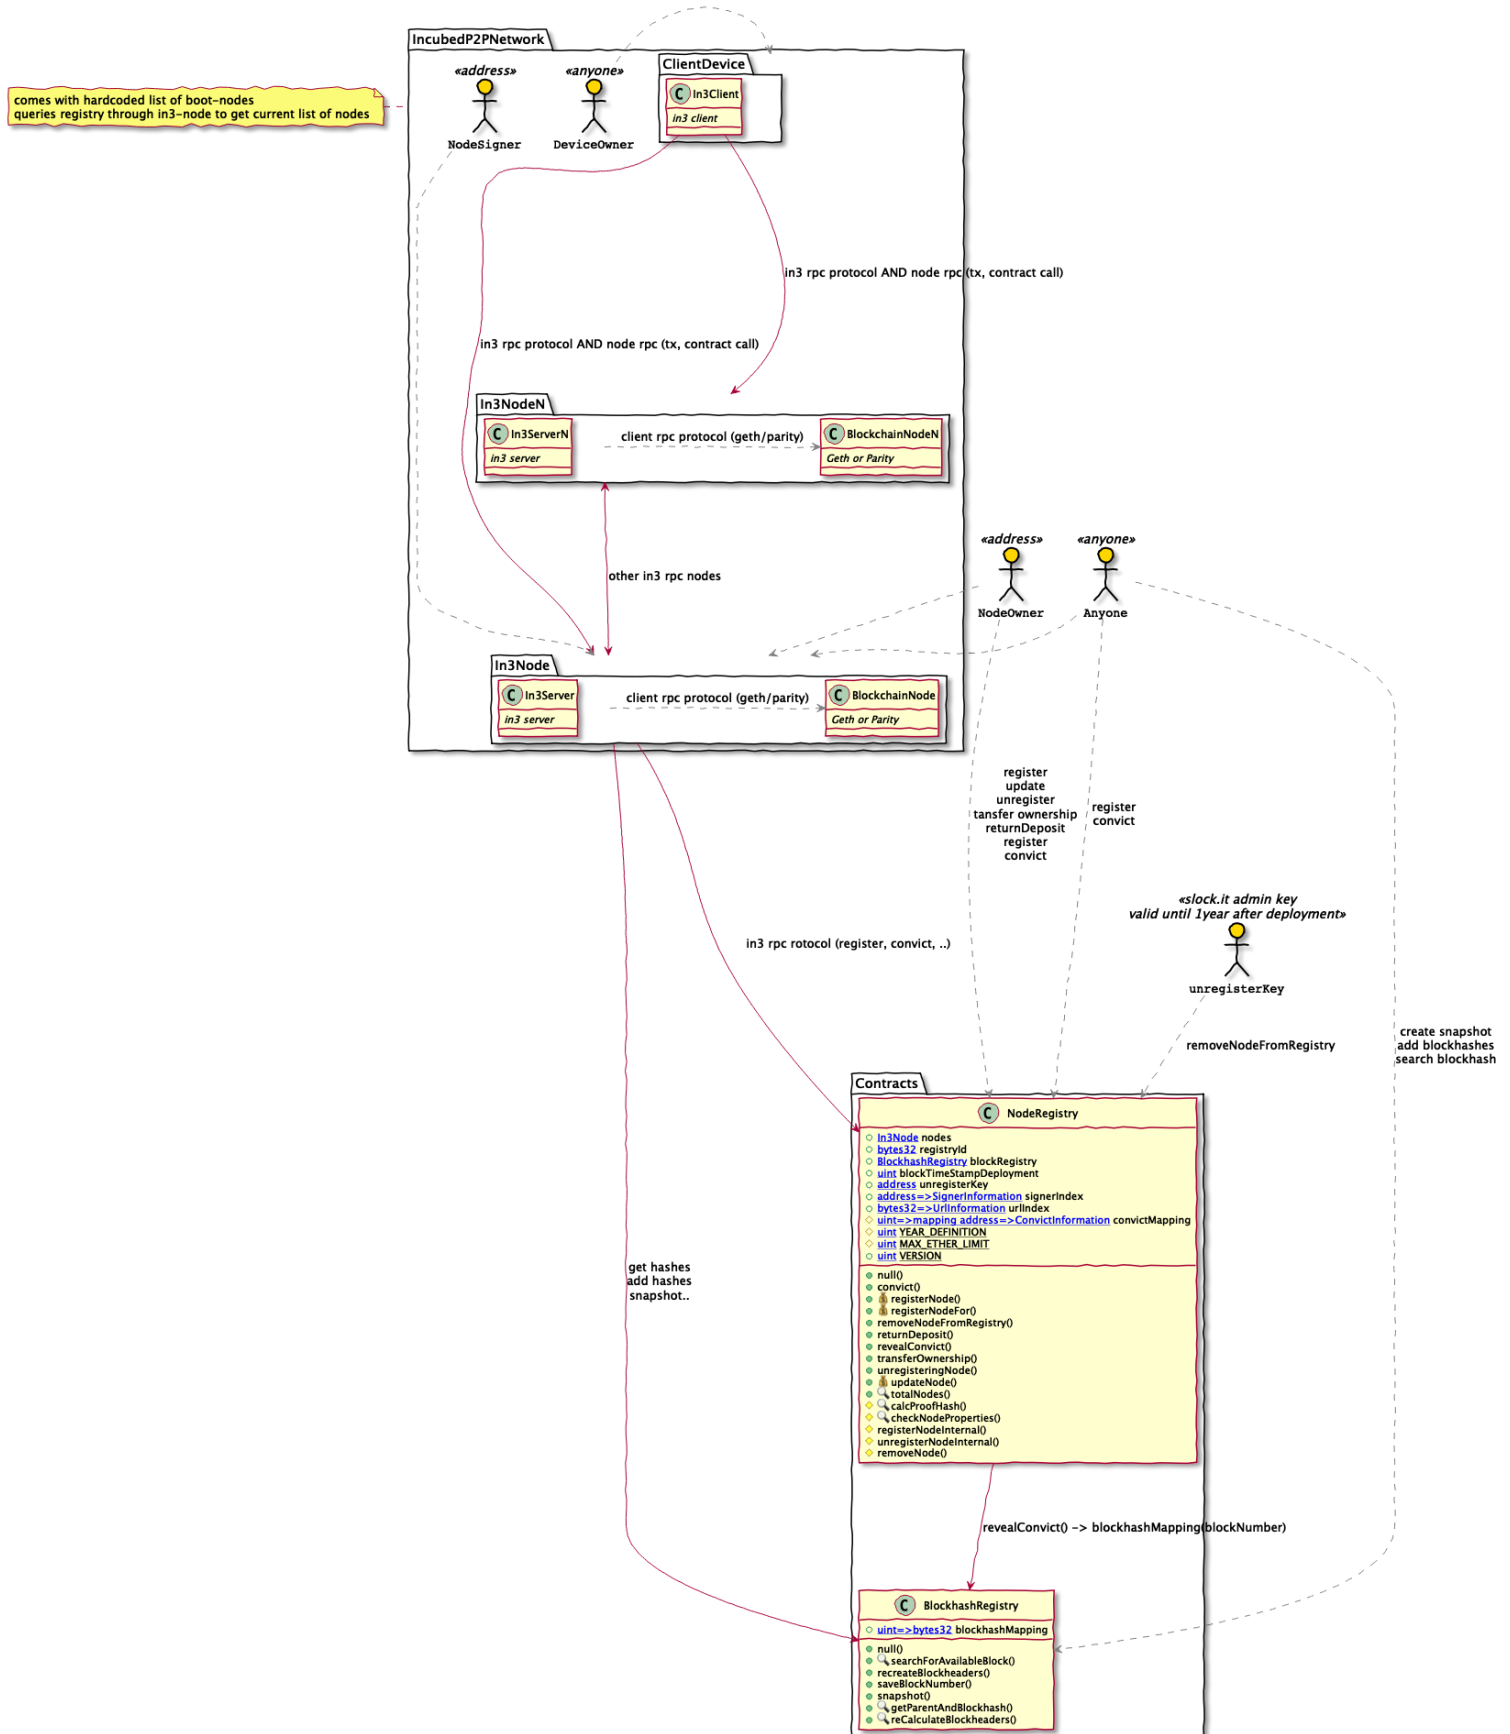 IncubedP2PNetwork
comes with hardcoded list of boot-nodes
queries registry through in3-node to get current list of nodes
«address»
NodeSigner
«anyone»
DeviceOwner
ClientDevice
C In3Client
in3 client
in3 rpc protocol AND node rpc (tx, contract call)
in3 rpc protocol AND node rpc (tx, contract call)
In3NodeN
C In3ServerN
in3 server
client rpc protocol (geth/parity)
C BlockchainNodeN
Geth or Parity
other in3 rpc nodes
«address»
NodeOwner
«anyone»
Anyone
In3Node
C In3Server
in3 server
client rpc protocol (geth/parity)
C BlockchainNode
Geth or Parity
register
update
unregister
tansfer ownership
returnDeposit
register
convict
register
convict
«slock.it admin key
valid until 1year after deployment»
unregisterKey
in3 rpc rotocol (register, convict, ..)
removeNodeFromRegistry
create snapshot
add blockhashes
search blockhash
Contracts
C NodeRegistry
In3Node nodes
bytes32 registryId
BlockhashRegistry blockRegistry
uint blockTimeStampDeployment
address unregisterKey
address=>SignerInformation signerIndex
bytes32=>UrlInformation urlIndex
uint=>mapping address=>ConvictInformation convictMapping
uint YEAR_DEFINITION
uint MAX_ETHER_LIMIT
uint VERSION
null()
convict()
registerNode()
registerNodeFor()
removeNodeFromRegistry()
returnDeposit()
revealConvict()
transferOwnership()
unregisteringNode()
updateNode()
totalNodes()
calcProofHash()
checkNodeProperties()
registerNodeInternal()
unregisterNodeInternal()
removeNode()
get hashes
add hashes
snapshot..
revealConvict() -> blockhashMapping(blockNumber)
C BlockhashRegistry
uint=>bytes32 blockhashMapping
null()
searchForAvailableBlock()
recreateBlockheaders()
saveBlockNumber()
snapshot()
getParentAndBlockhash()
reCalculateBlockheaders()